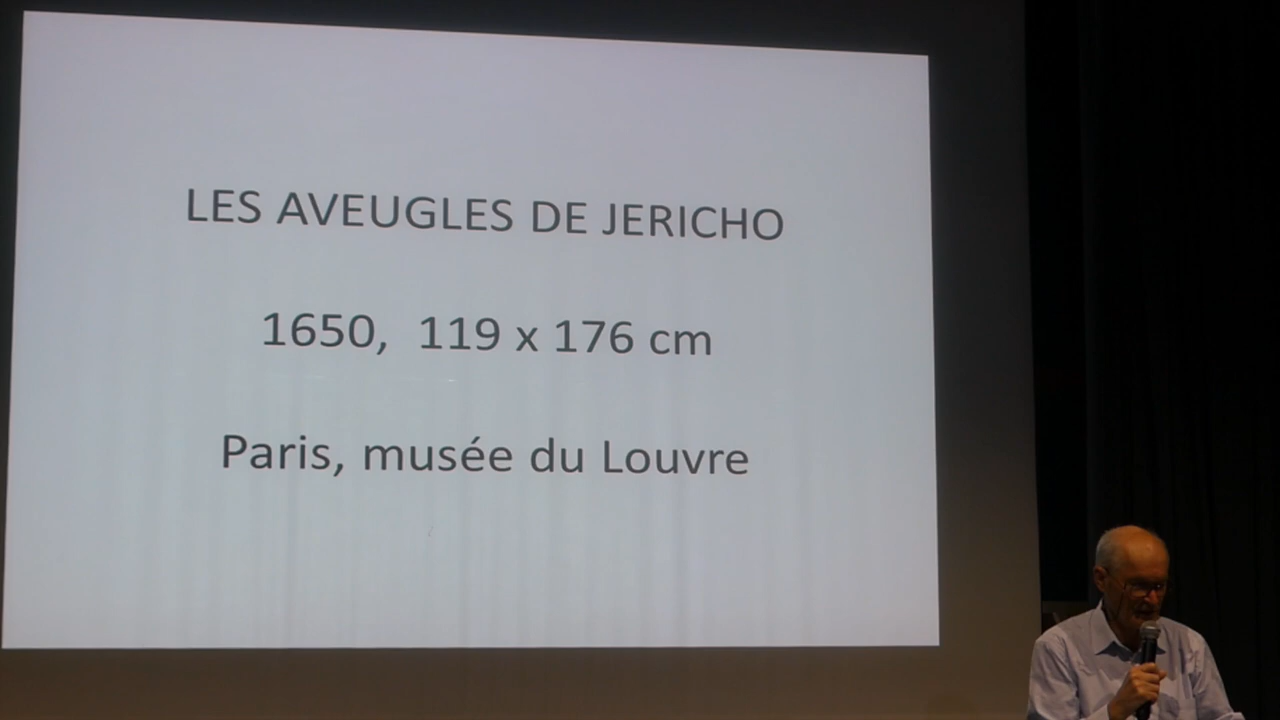 LES AVEUGLES DE JERICHO
1650, 119 x 176 cm
Paris, musée du Louvre